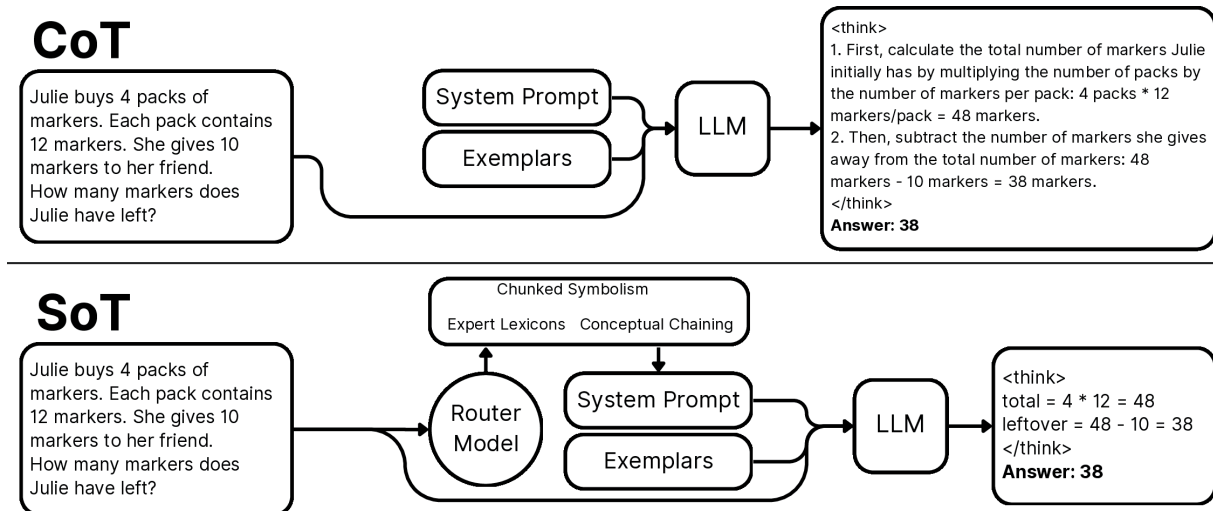 CoT
Julie buys 4 packs of
markers. Each pack contains
12 markers. She gives 10
markers to her friend.
How many markers does
Julie have left?
System Prompt
Exemplars
LLM
<think>
1. First, calculate the total number of markers Julie
initially has by multiplying the number of packs by
the number of markers per pack: 4 packs * 12
markers/pack = 48 markers.
2. Then, subtract the number of markers she gives
away from the total number of markers: 48
markers - 10 markers = 38 markers.
</think>
Answer: 38
SoT
Julie buys 4 packs of
markers. Each pack contains
12 markers. She gives 10
markers to her friend.
How many markers does
Julie have left?
Chunked Symbolism
Expert Lexicons Conceptual Chaining
Router
Model
System Prompt
Exemplars
LLM
<think>
total = 4 * 12 = 48
leftover = 48 - 10 = 38
</think>
Answer: 38